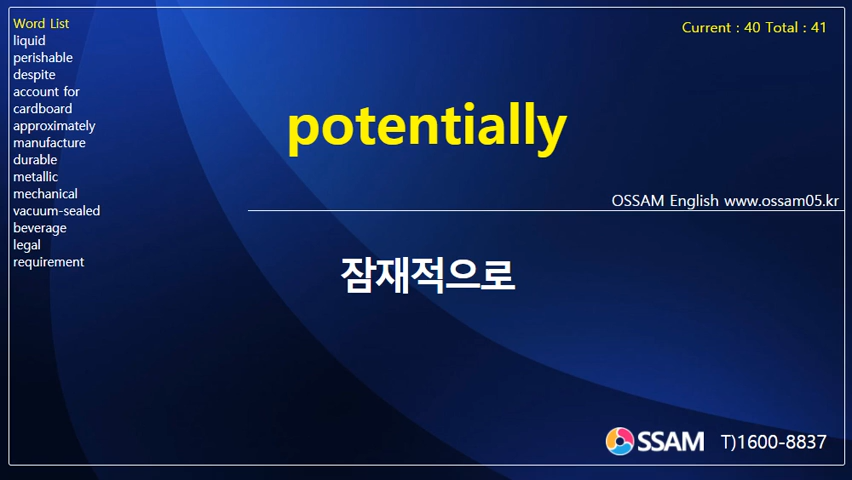 Word List
liquid
perishable
despite
account for
cardboard
approximately
manufacture
durable
metallic
mechanical
vacuum-sealed
beverage
legal
requirement
Current : 40 Total : 41
potentially
OSSAM English www.ossam05.kr
잠재적으로
OSSAM T)1600-8837